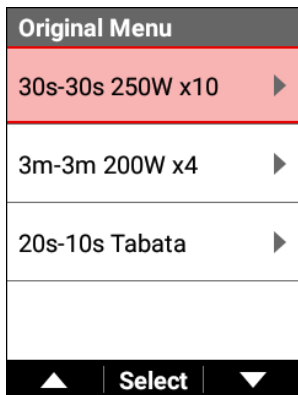 Original Menu
30s-30s 250W x10
3m-3m 200W x4
20s-10s Tabata
Select